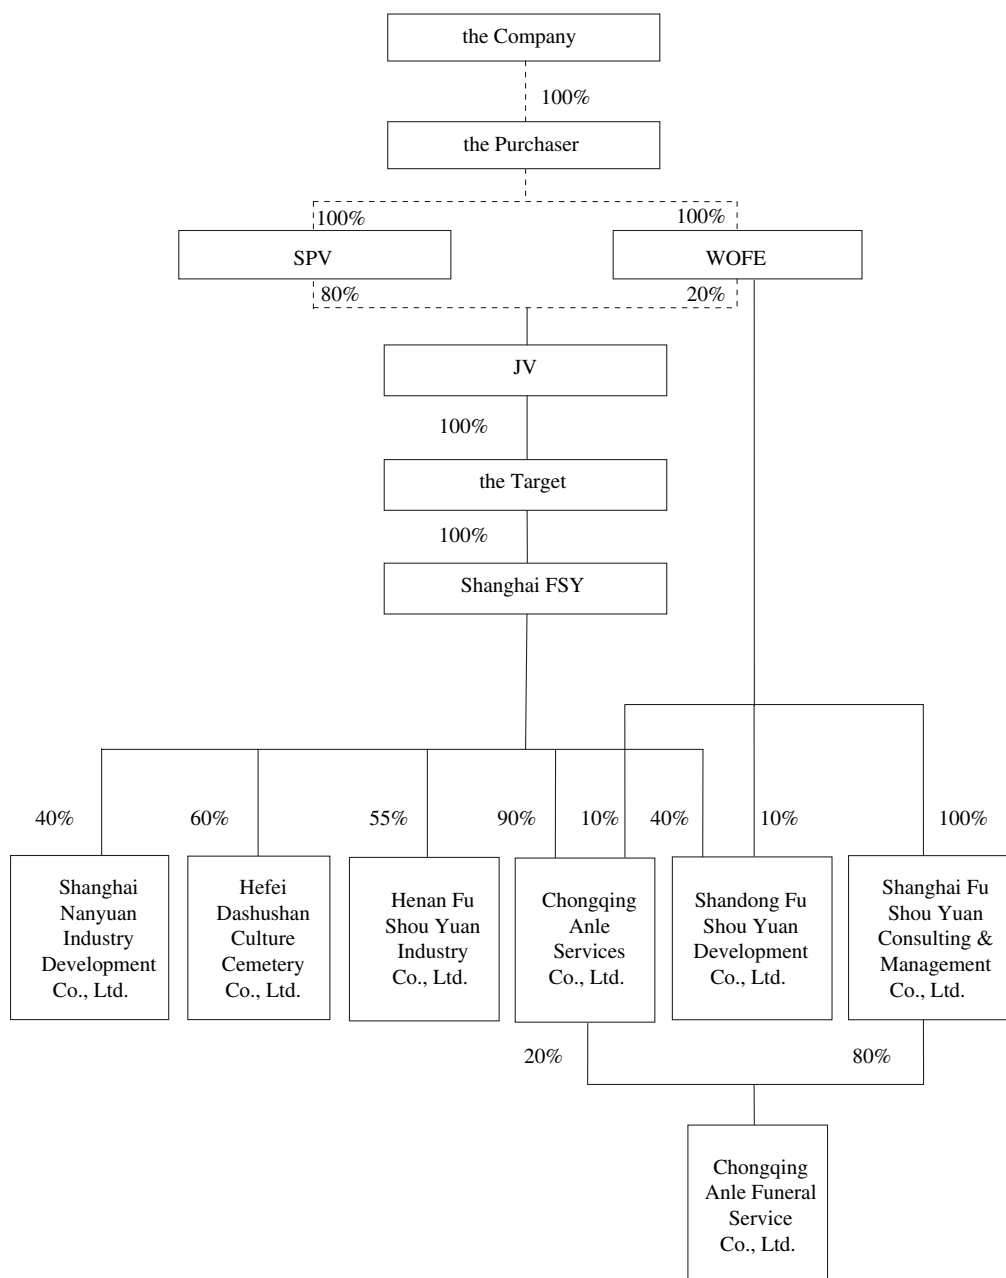 the Company
100%
the Purchaser
100%
100%
SPV
WOFE
80%
20%
JV
100%
the Target
100%
Shanghai FSY
40%
60%
55%
90%
10%
40%
10%
100%
Shanghai
Nanyuan
Industry
Development
Co., Ltd.
Hefei
Dashushan
Culture
Cemetery
Co., Ltd.
Henan Fu
Shou Yuan
Industry
Co., Ltd.
Chongqing
Anle
Services
Co., Ltd.
Shandong Fu
Shou Yuan
Development
Co., Ltd.
Shanghai Fu
Shou Yuan
Consulting &
Management
Co., Ltd.
20%
80%
Chongqing
Anle Funeral
Service
Co., Ltd.